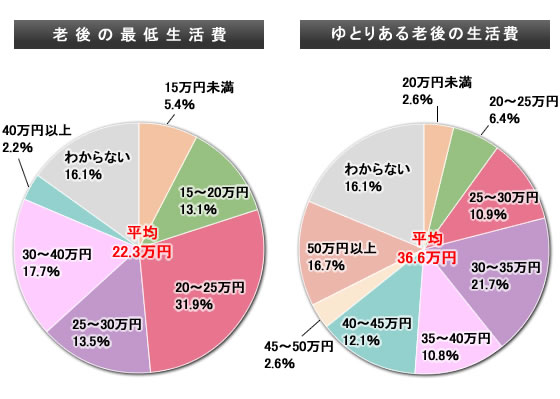 老後の最低生活費
15万円未満
5.4%
15〜20万円
13.1%
20〜25万円
31.9%
25〜30万円
13.5%
30〜40万円
17.7%
40万円以上
2.2%
わからない
16.1%
平均
22.3万円
ゆとりある老後の生活費
20万円未満
2.6%
20〜25万円
6.4%
25〜30万円
10.9%
30〜35万円
21.7%
35〜40万円
10.8%
40〜45万円
12.1%
45〜50万円
2.6%
50万円以上
16.7%
わからない
16.1%
平均
36.6万円